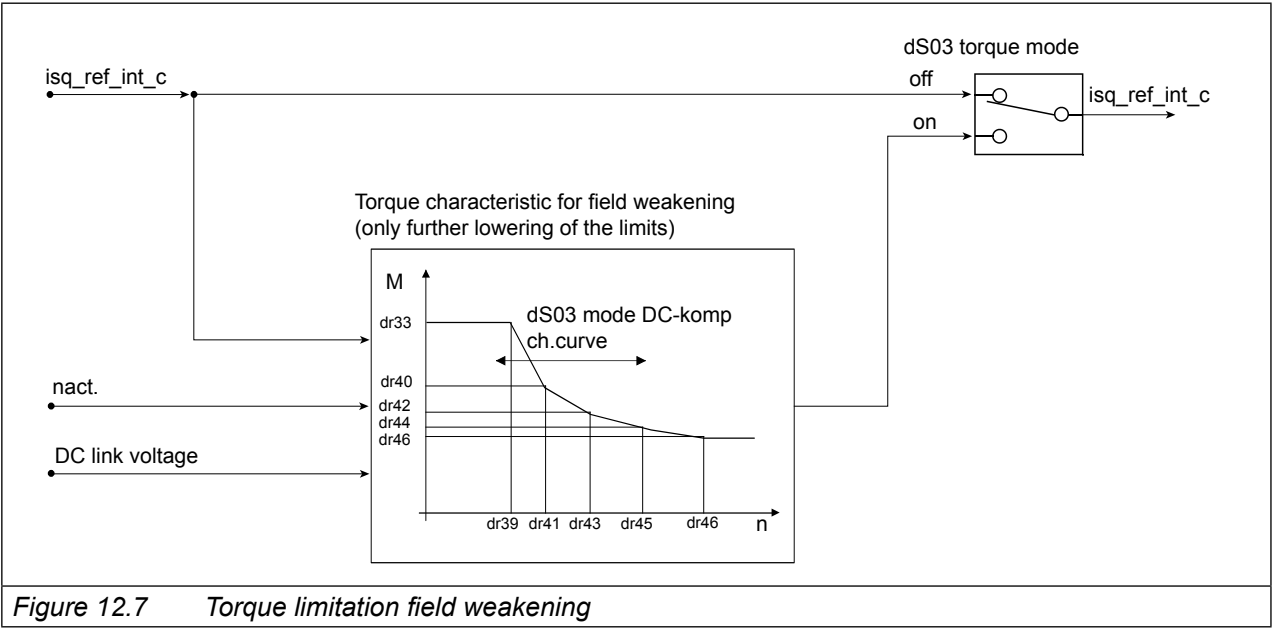 dS03 torque mode
isq_ref_int_c
off
isq_ref_int_c
on
Torque characteristic for field weakening
(only further lowering of the limits)
M
dr33
dS03 mode DC-komp
ch.curve
nact.
dr40
dr42
dr44
dr46
DC link voltage
dr39 dr41 dr43 dr45 dr46 n
Figure 12.7 Torque limitation field weakening